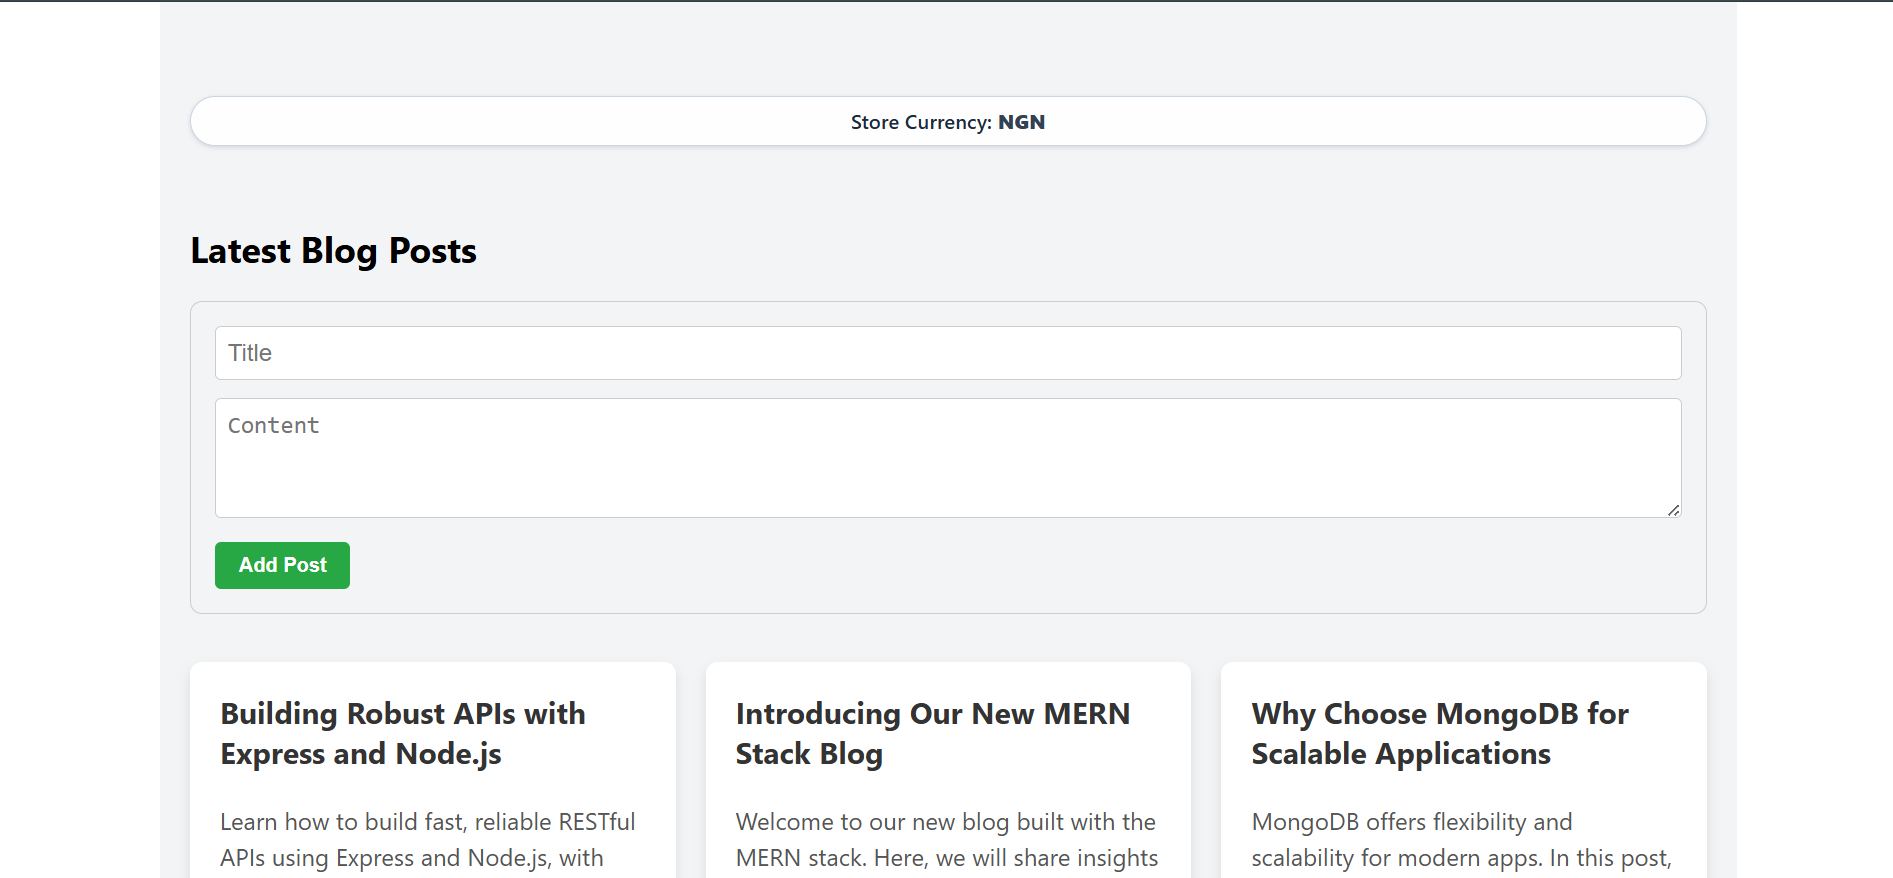 Store Currency: NGN
Latest Blog Posts
Title
Content
Add Post
Building Robust APIs with
Express and Node.js
Learn how to build fast, reliable RESTful
APIs using Express and Node.js, with
Introducing Our New MERN
Stack Blog
Welcome to our new blog built with the
MERN stack. Here, we will share insights
Why Choose MongoDB for
Scalable Applications
MongoDB offers flexibility and
scalability for modern apps. In this post,